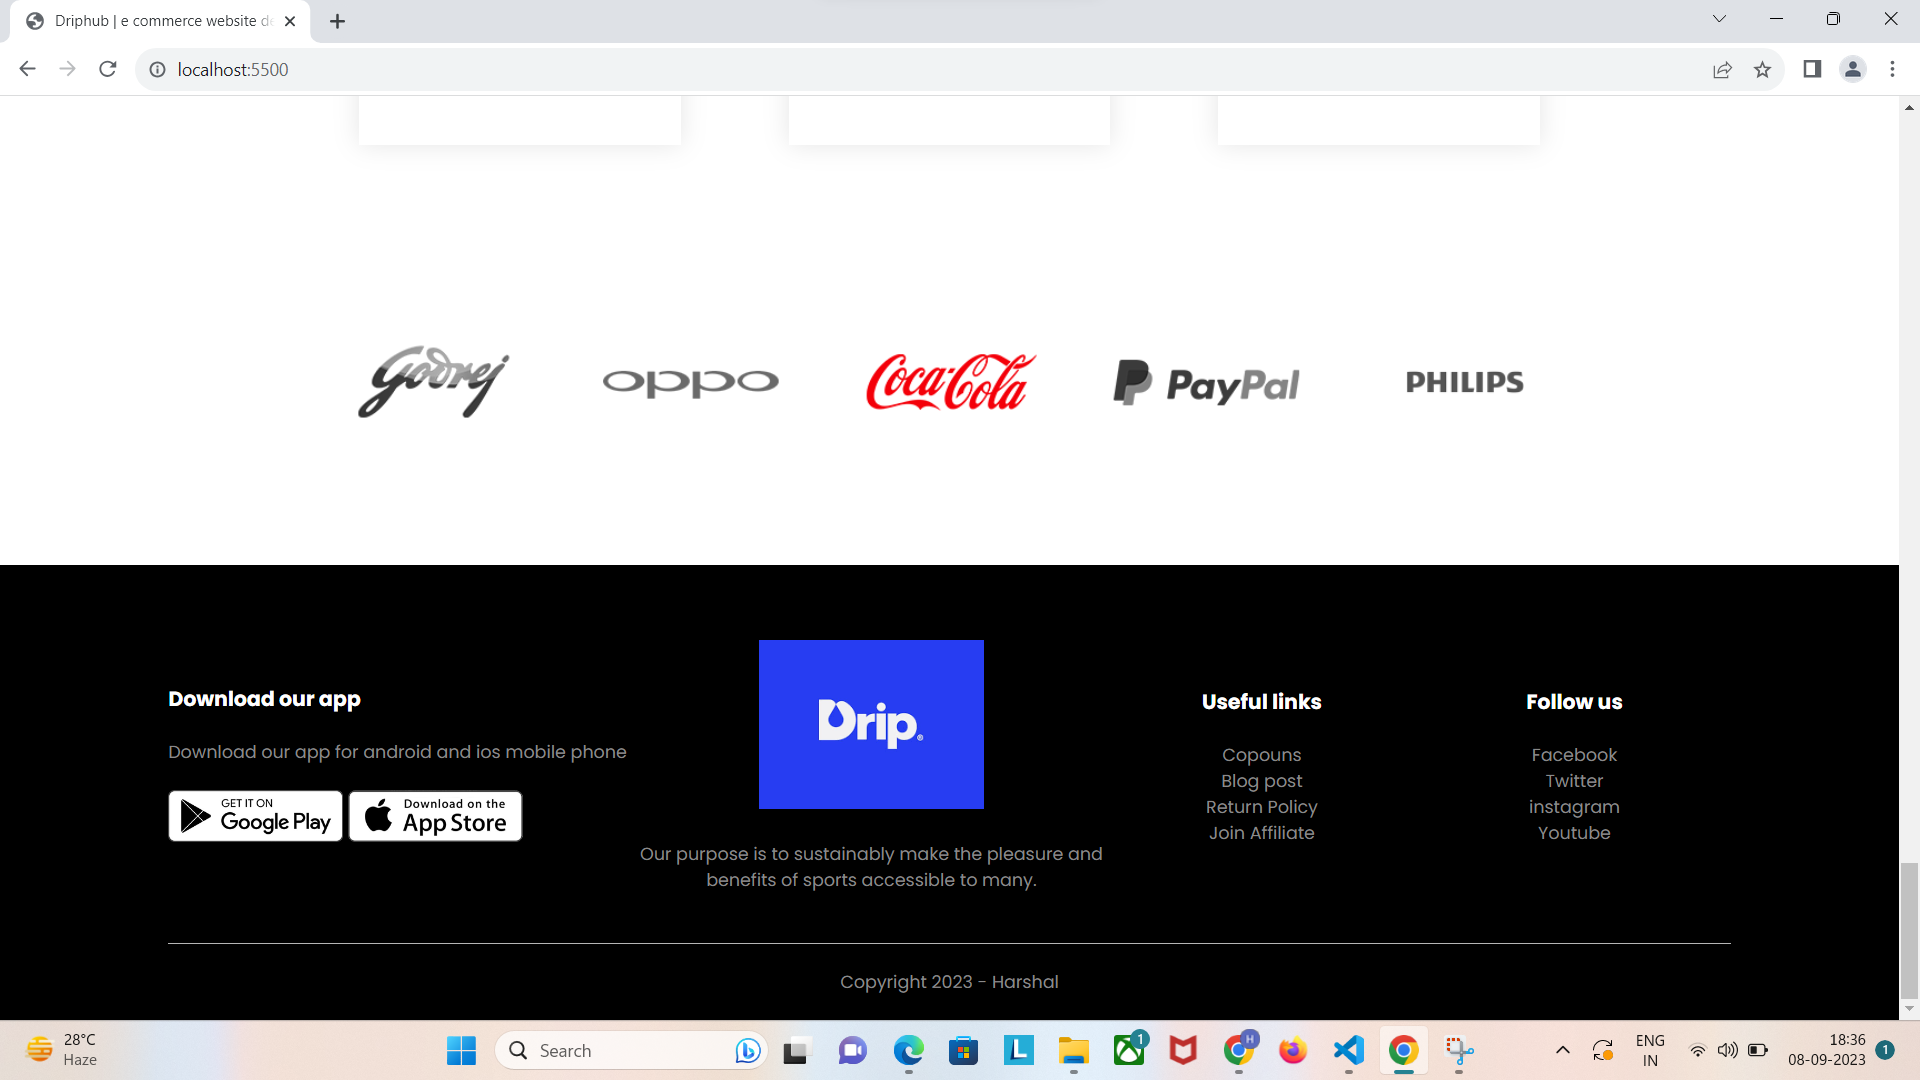 Driphub | e commerce website de
localhost:5500
Godrej
oppo
Coca-Cola
PayPal
PHILIPS
Download our app
Download our app for android and ios mobile phone
GET IT ON
Google Play
Download on the
App Store
Drip.
Our purpose is to sustainably make the pleasure and
benefits of sports accessible to many.
Useful links
Copouns
Blog post
Return Policy
Join Affiliate
Follow us
Facebook
Twitter
instagram
Youtube
Copyright 2023 - Harshal
28°C
Haze
Search
L
1
H
ENG
IN
18:36
08-09-2023
1